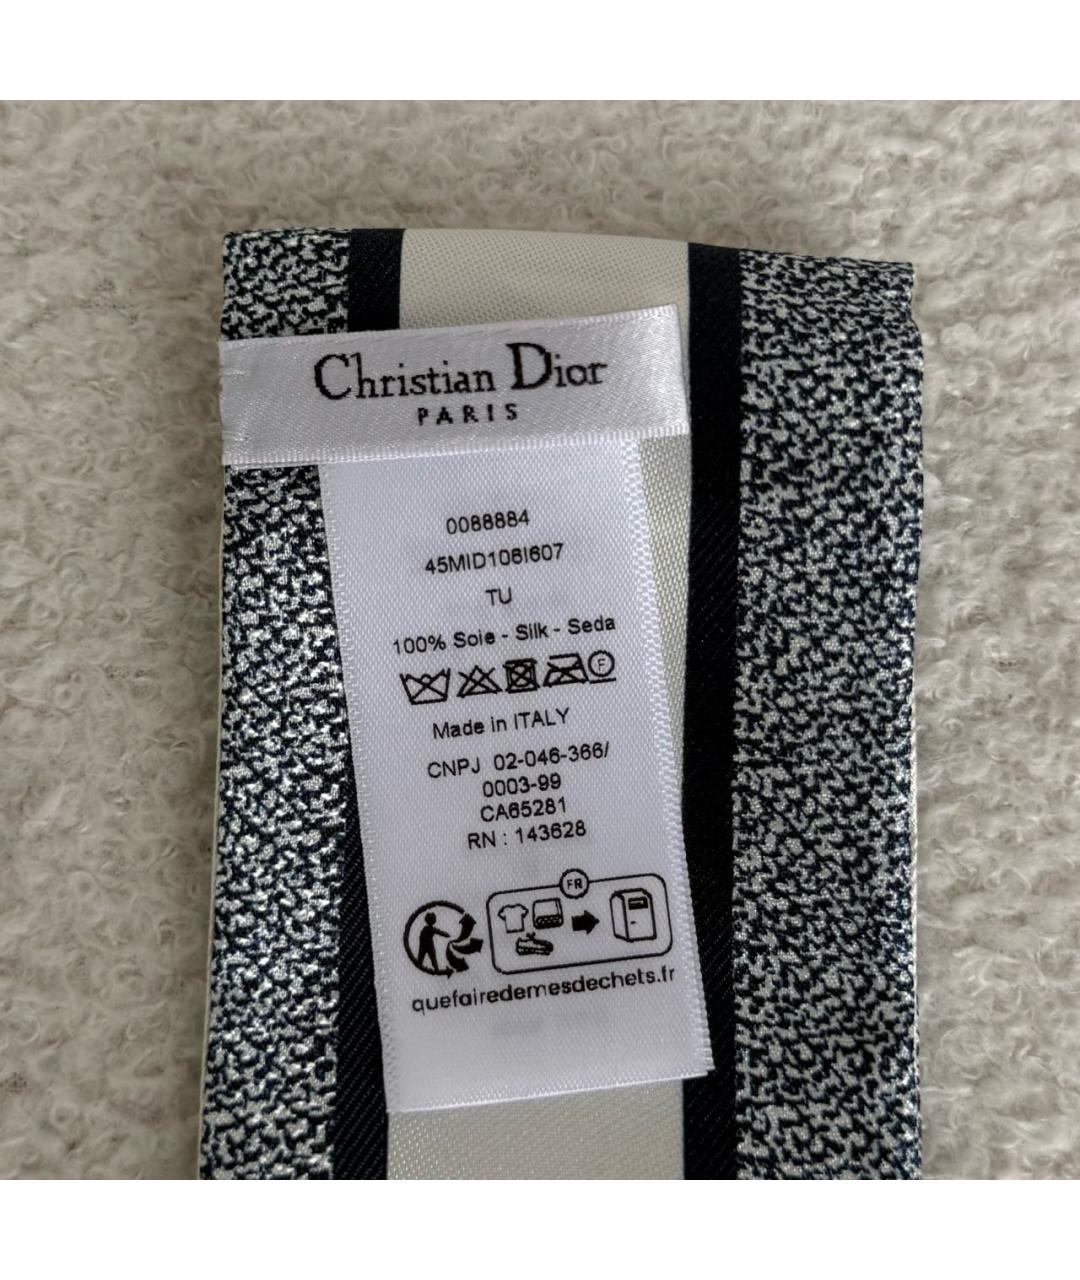 Christian Dior
PARIS
0088884
45MID106I607
TU
100% Soie - Silk - Seda
F
Made in ITALY
CNPJ 02-046-366/
0003-99
CA65281
RN : 143628
FR
quefairedemesdechets.fr